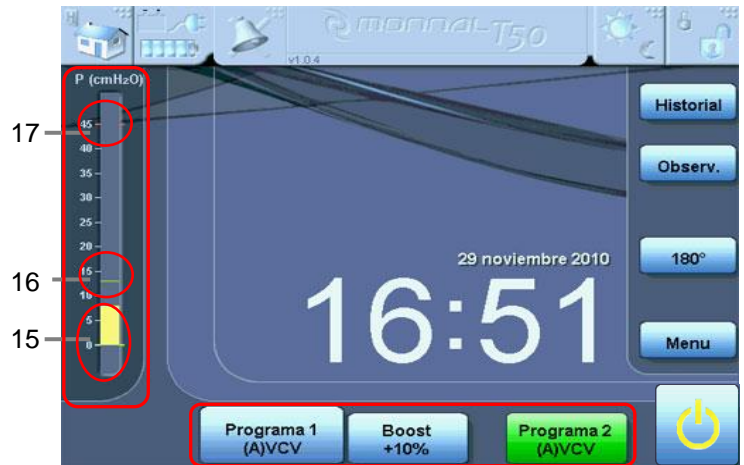 H
monnal-T50
v1.0.4
P (cmH2O)
45
40
35
30
25
20
15
10
5
0
17
16
15
29 noviembre 2010
16:51
Historial
Observ.
180°
Menu
Programa 1
(A)VCV
Boost
+10%
Programa 2
(A)VCV